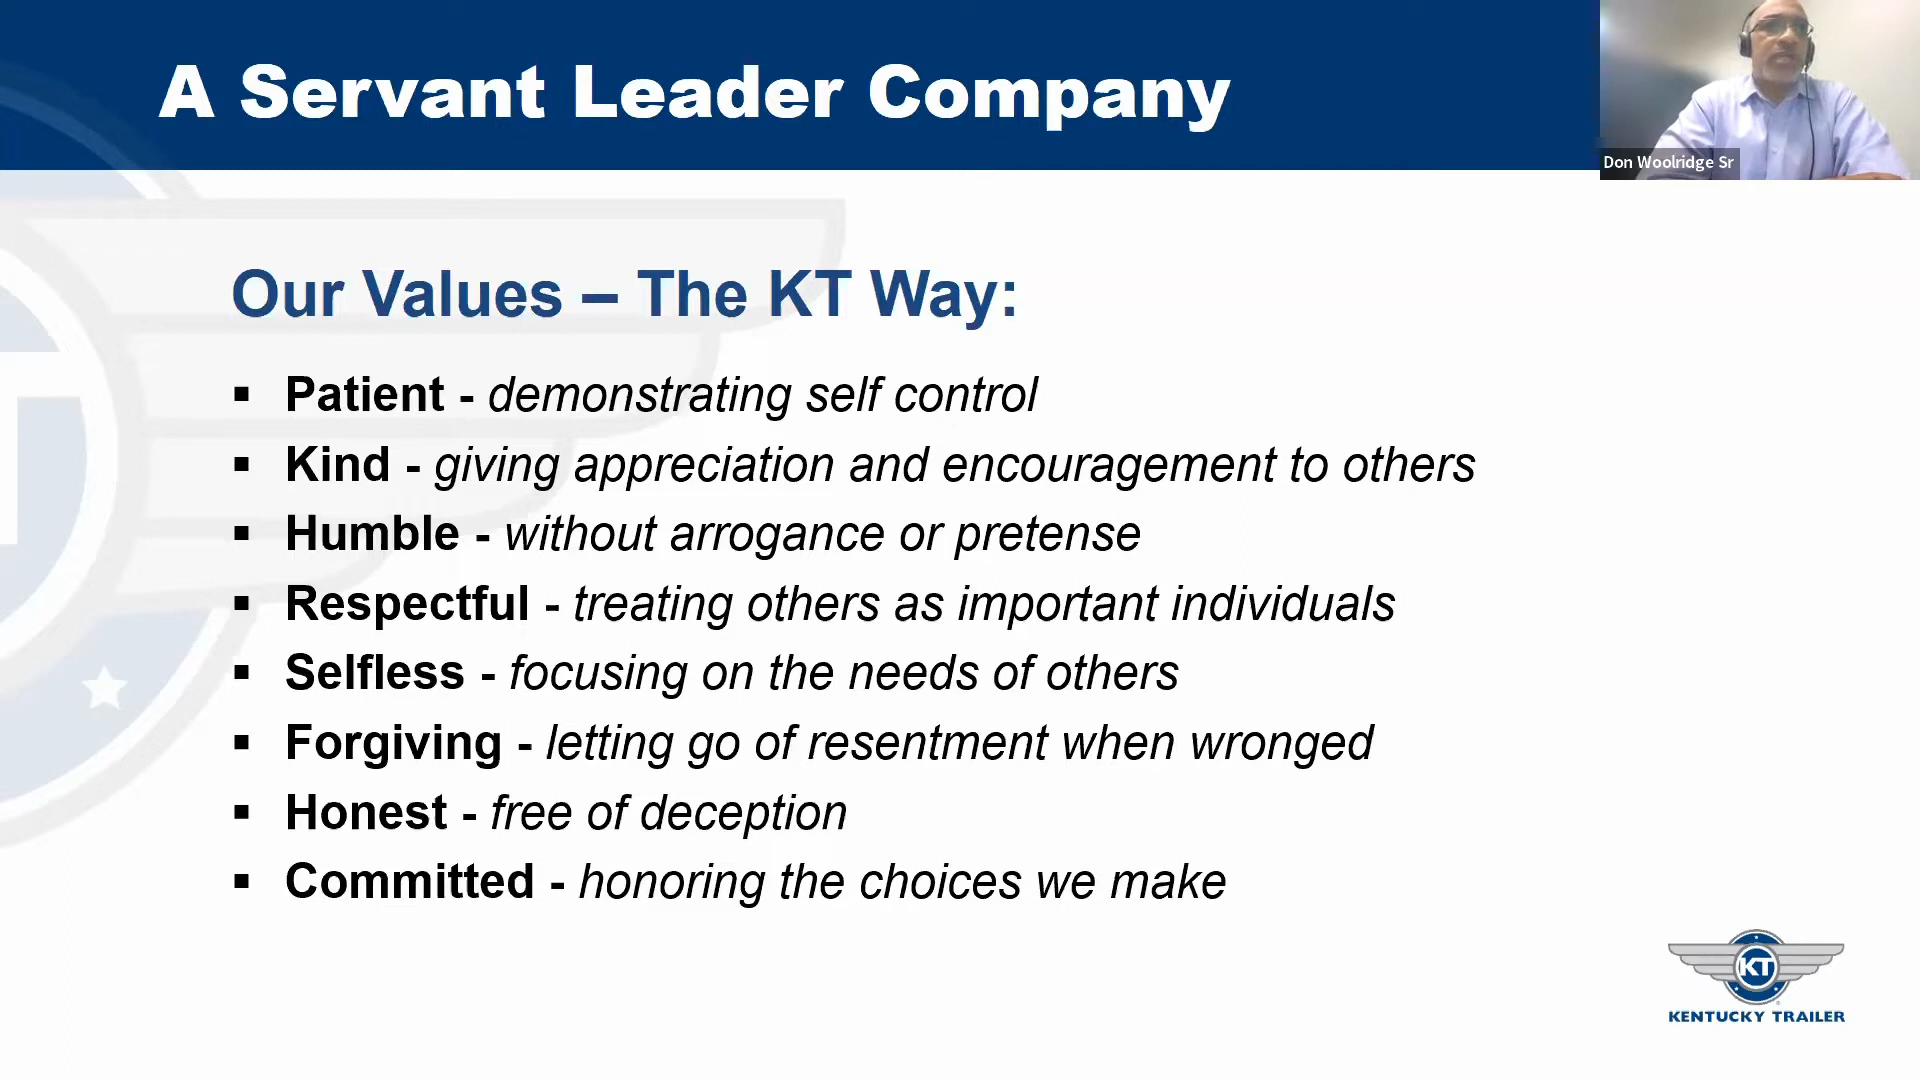 A Servant Leader Company
Don Woolridge Sr
Our Values – The KT Way:
▪ Patient - demonstrating self control
▪ Kind - giving appreciation and encouragement to others
▪ Humble - without arrogance or pretense
▪ Respectful - treating others as important individuals
▪ Selfless - focusing on the needs of others
▪ Forgiving - letting go of resentment when wronged
▪ Honest - free of deception
▪ Committed - honoring the choices we make
KT
KENTUCKY TRAILER